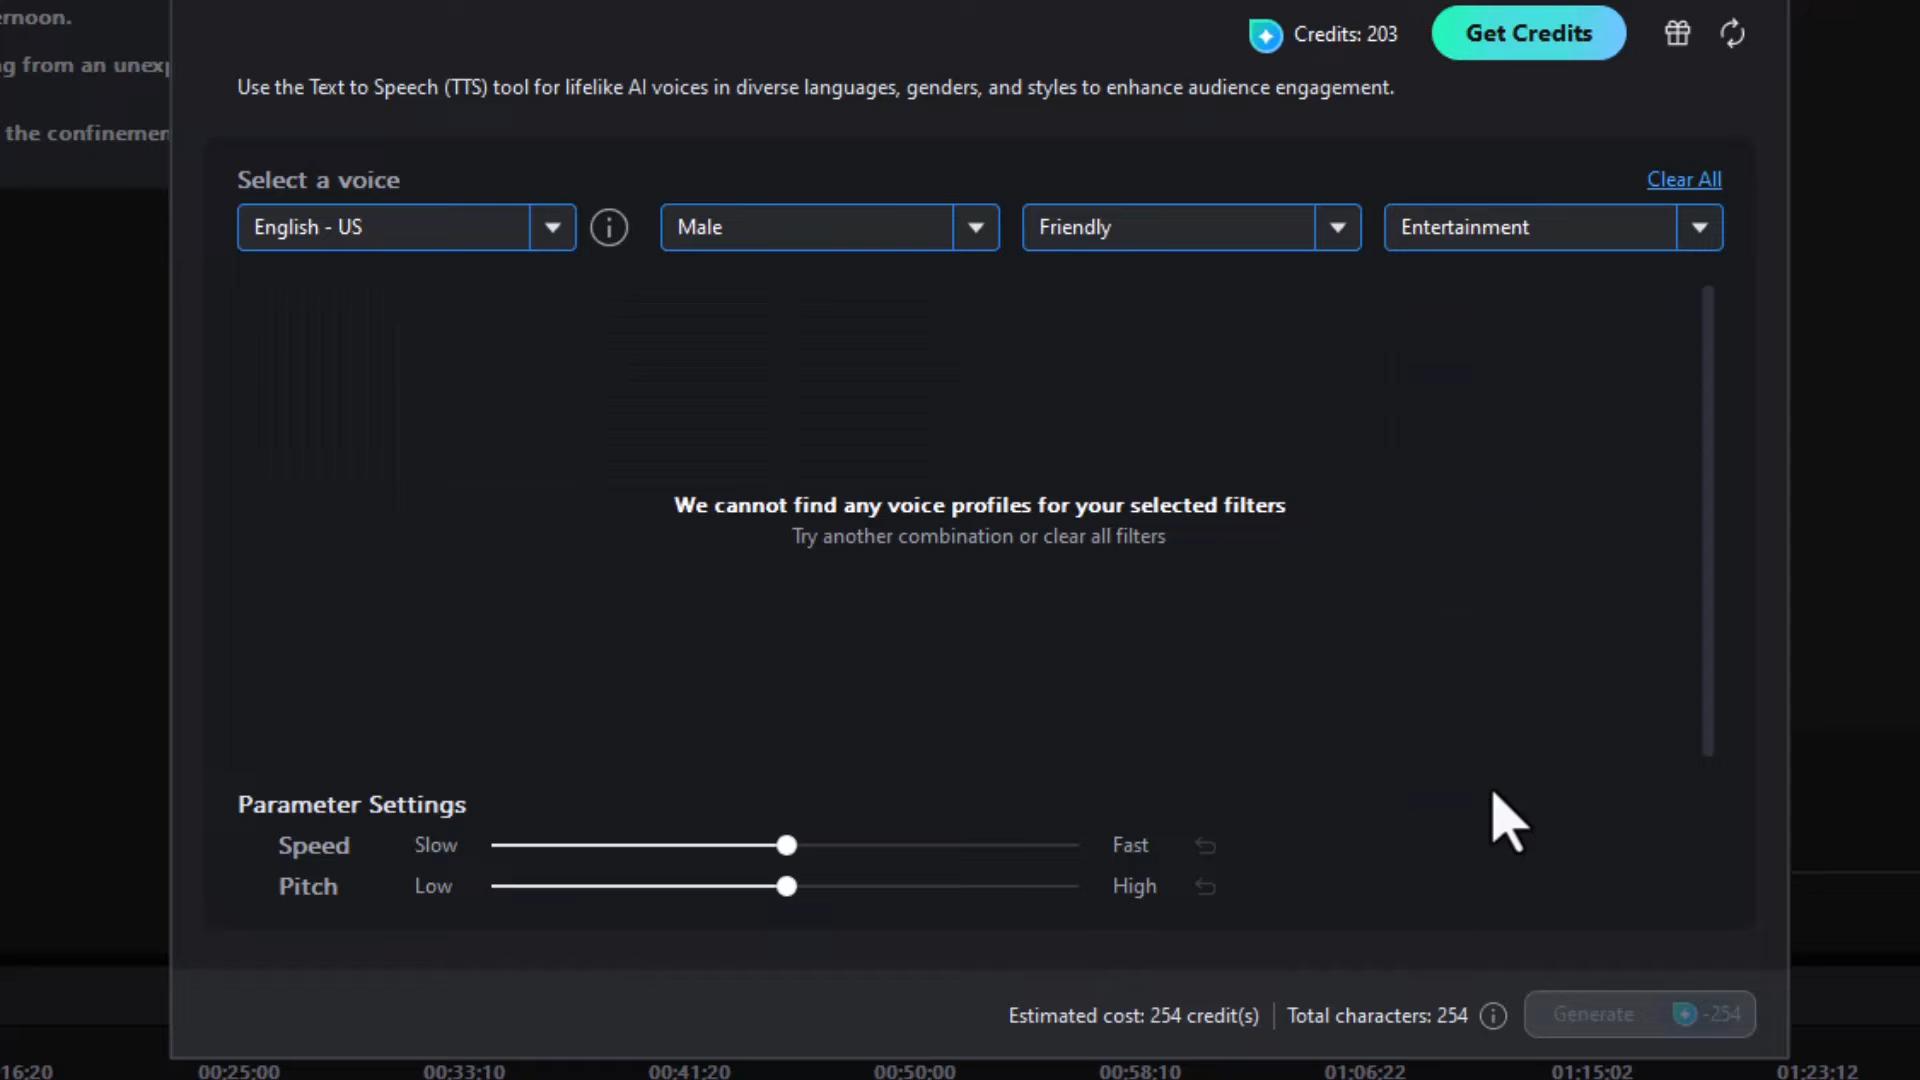 ernoon.
Credits: 203
Get Credits
g from an unexp
Use the Text to Speech (TTS) tool for lifelike AI voices in diverse languages, genders, and styles to enhance audience engagement.
the confinemen
Select a voice
Clear All
English - US
Male
Friendly
Entertainment
We cannot find any voice profiles for your selected filters
Try another combination or clear all filters
Parameter Settings
Speed
Slow
Fast
Pitch
Low
High
Estimated cost: 254 credit(s)
Total characters: 254
Generate
-254
16;20
00;25;00
00;33;10
00;41;20
00;50;00
00;58;10
01;06;22
01;15;02
01;23;12